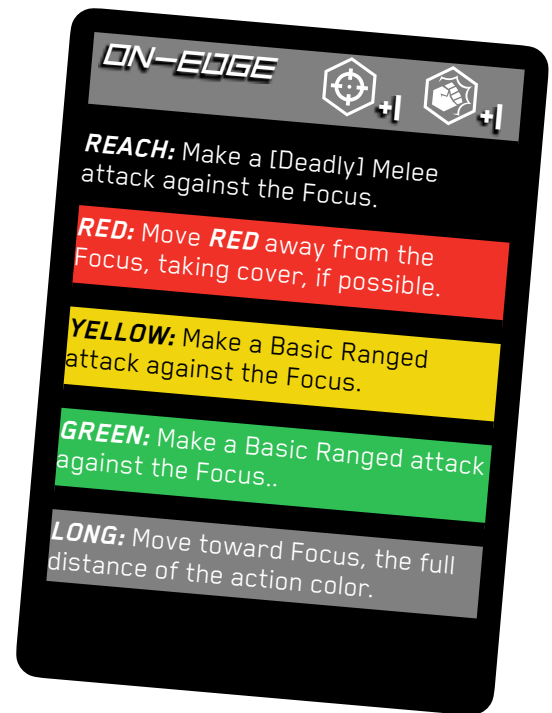 ON-EDGE +1 +1
REACH: Make a [Deadly] Melee
attack against the Focus.
RED: Move RED away from the
Focus, taking cover, if possible.
YELLOW: Make a Basic Ranged
attack against the Focus.
GREEN: Make a Basic Ranged attack
against the Focus..
LONG: Move toward Focus, the full
distance of the action color.